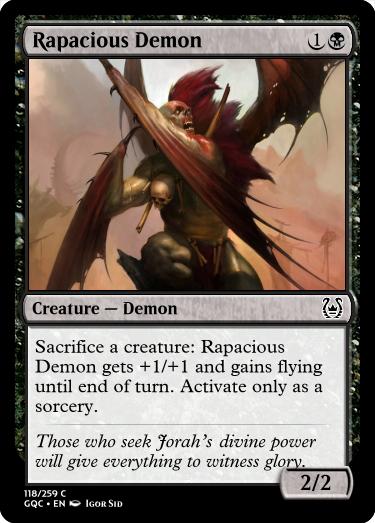 Rapacious Demon 1
Creature — Demon
Sacrifice a creature: Rapacious
Demon gets +1/+1 and gains flying
until end of turn. Activate only as a
sorcery.
Those who seek Jorah's divine power
will give everything to witness glory.
2/2
118/259 C
GQC • EN Igor Sid